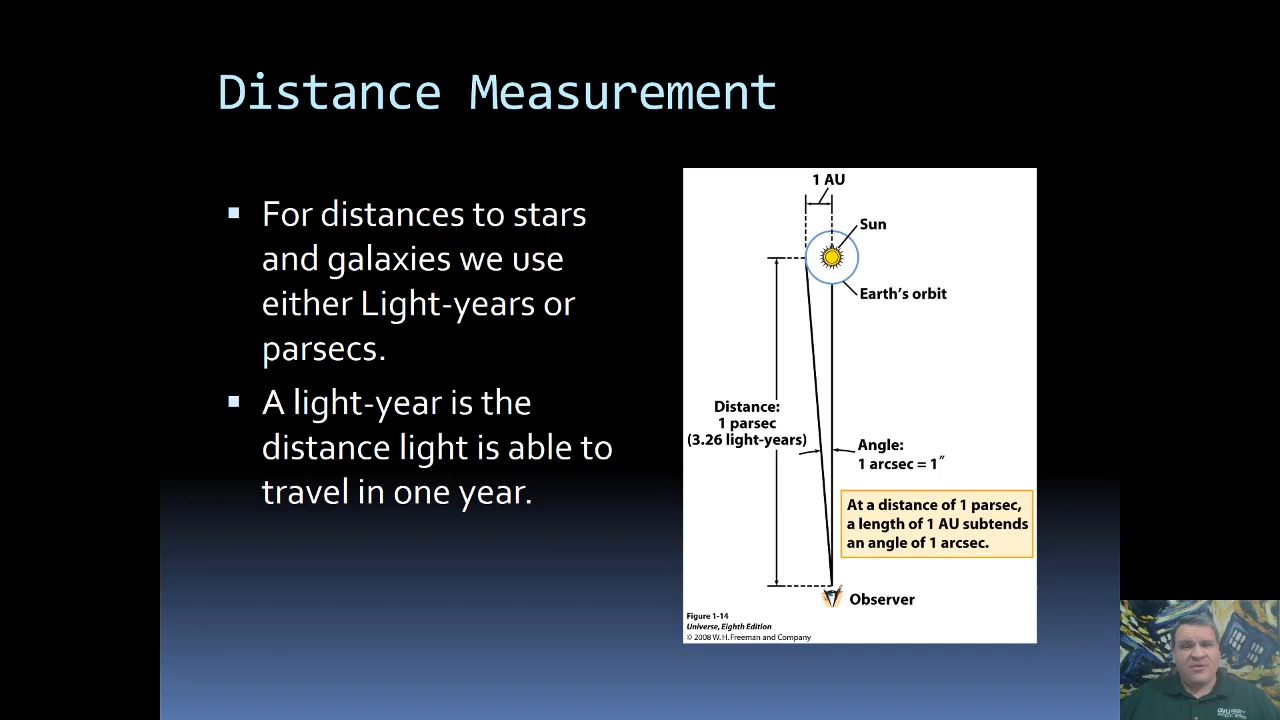 Distance Measurement
▪ For distances to stars
and galaxies we use
either Light-years or
parsecs.
▪ A light-year is the
distance light is able to
travel in one year.
1 AU
Sun
Earth’s orbit
Distance:
1 parsec
(3.26 light-years)
Angle:
1 arcsec = 1″
At a distance of 1 parsec,
a length of 1 AU subtends
an angle of 1 arcsec.
Observer
Figure 1-14
Universe, Eighth Edition
© 2008 W. H. Freeman and Company